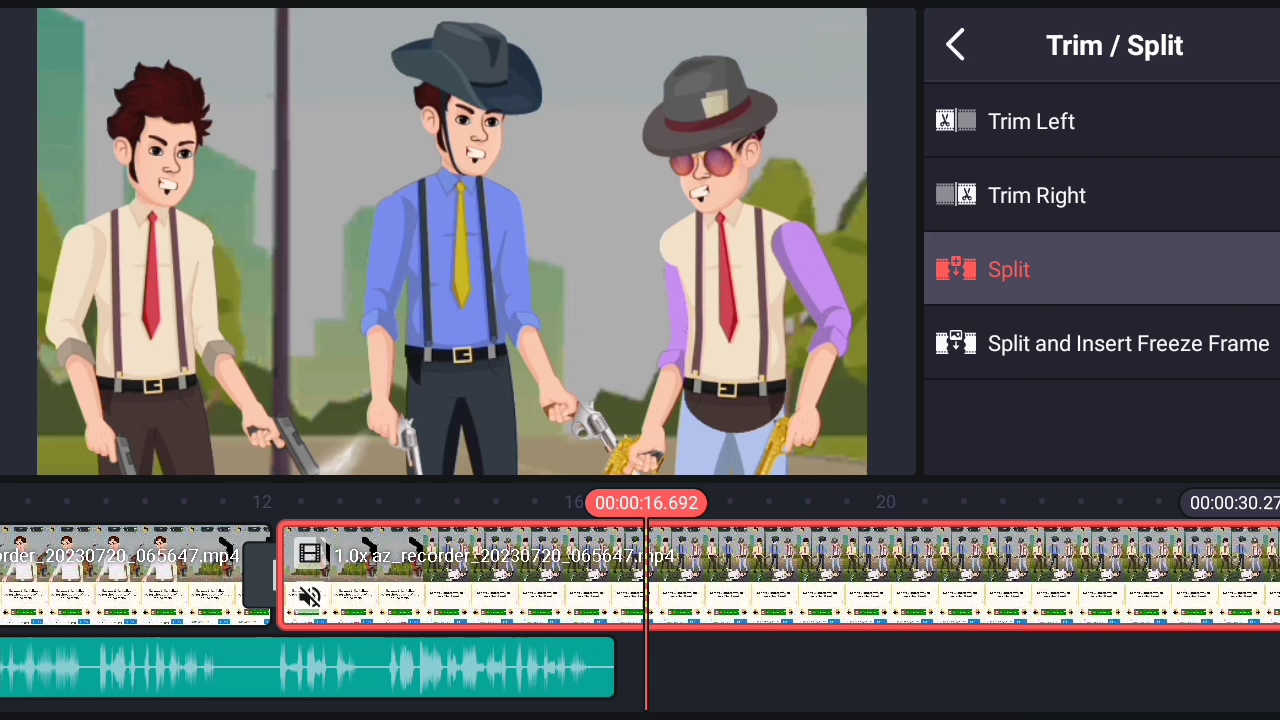 Trim / Split
Trim Left
Trim Right
Split
Split and Insert Freeze Frame
12
16
00:00:16.692
20
00:00:30.27
order_20230720_065647.mp4
1.0x az_recorder_20230720_065647.mp4